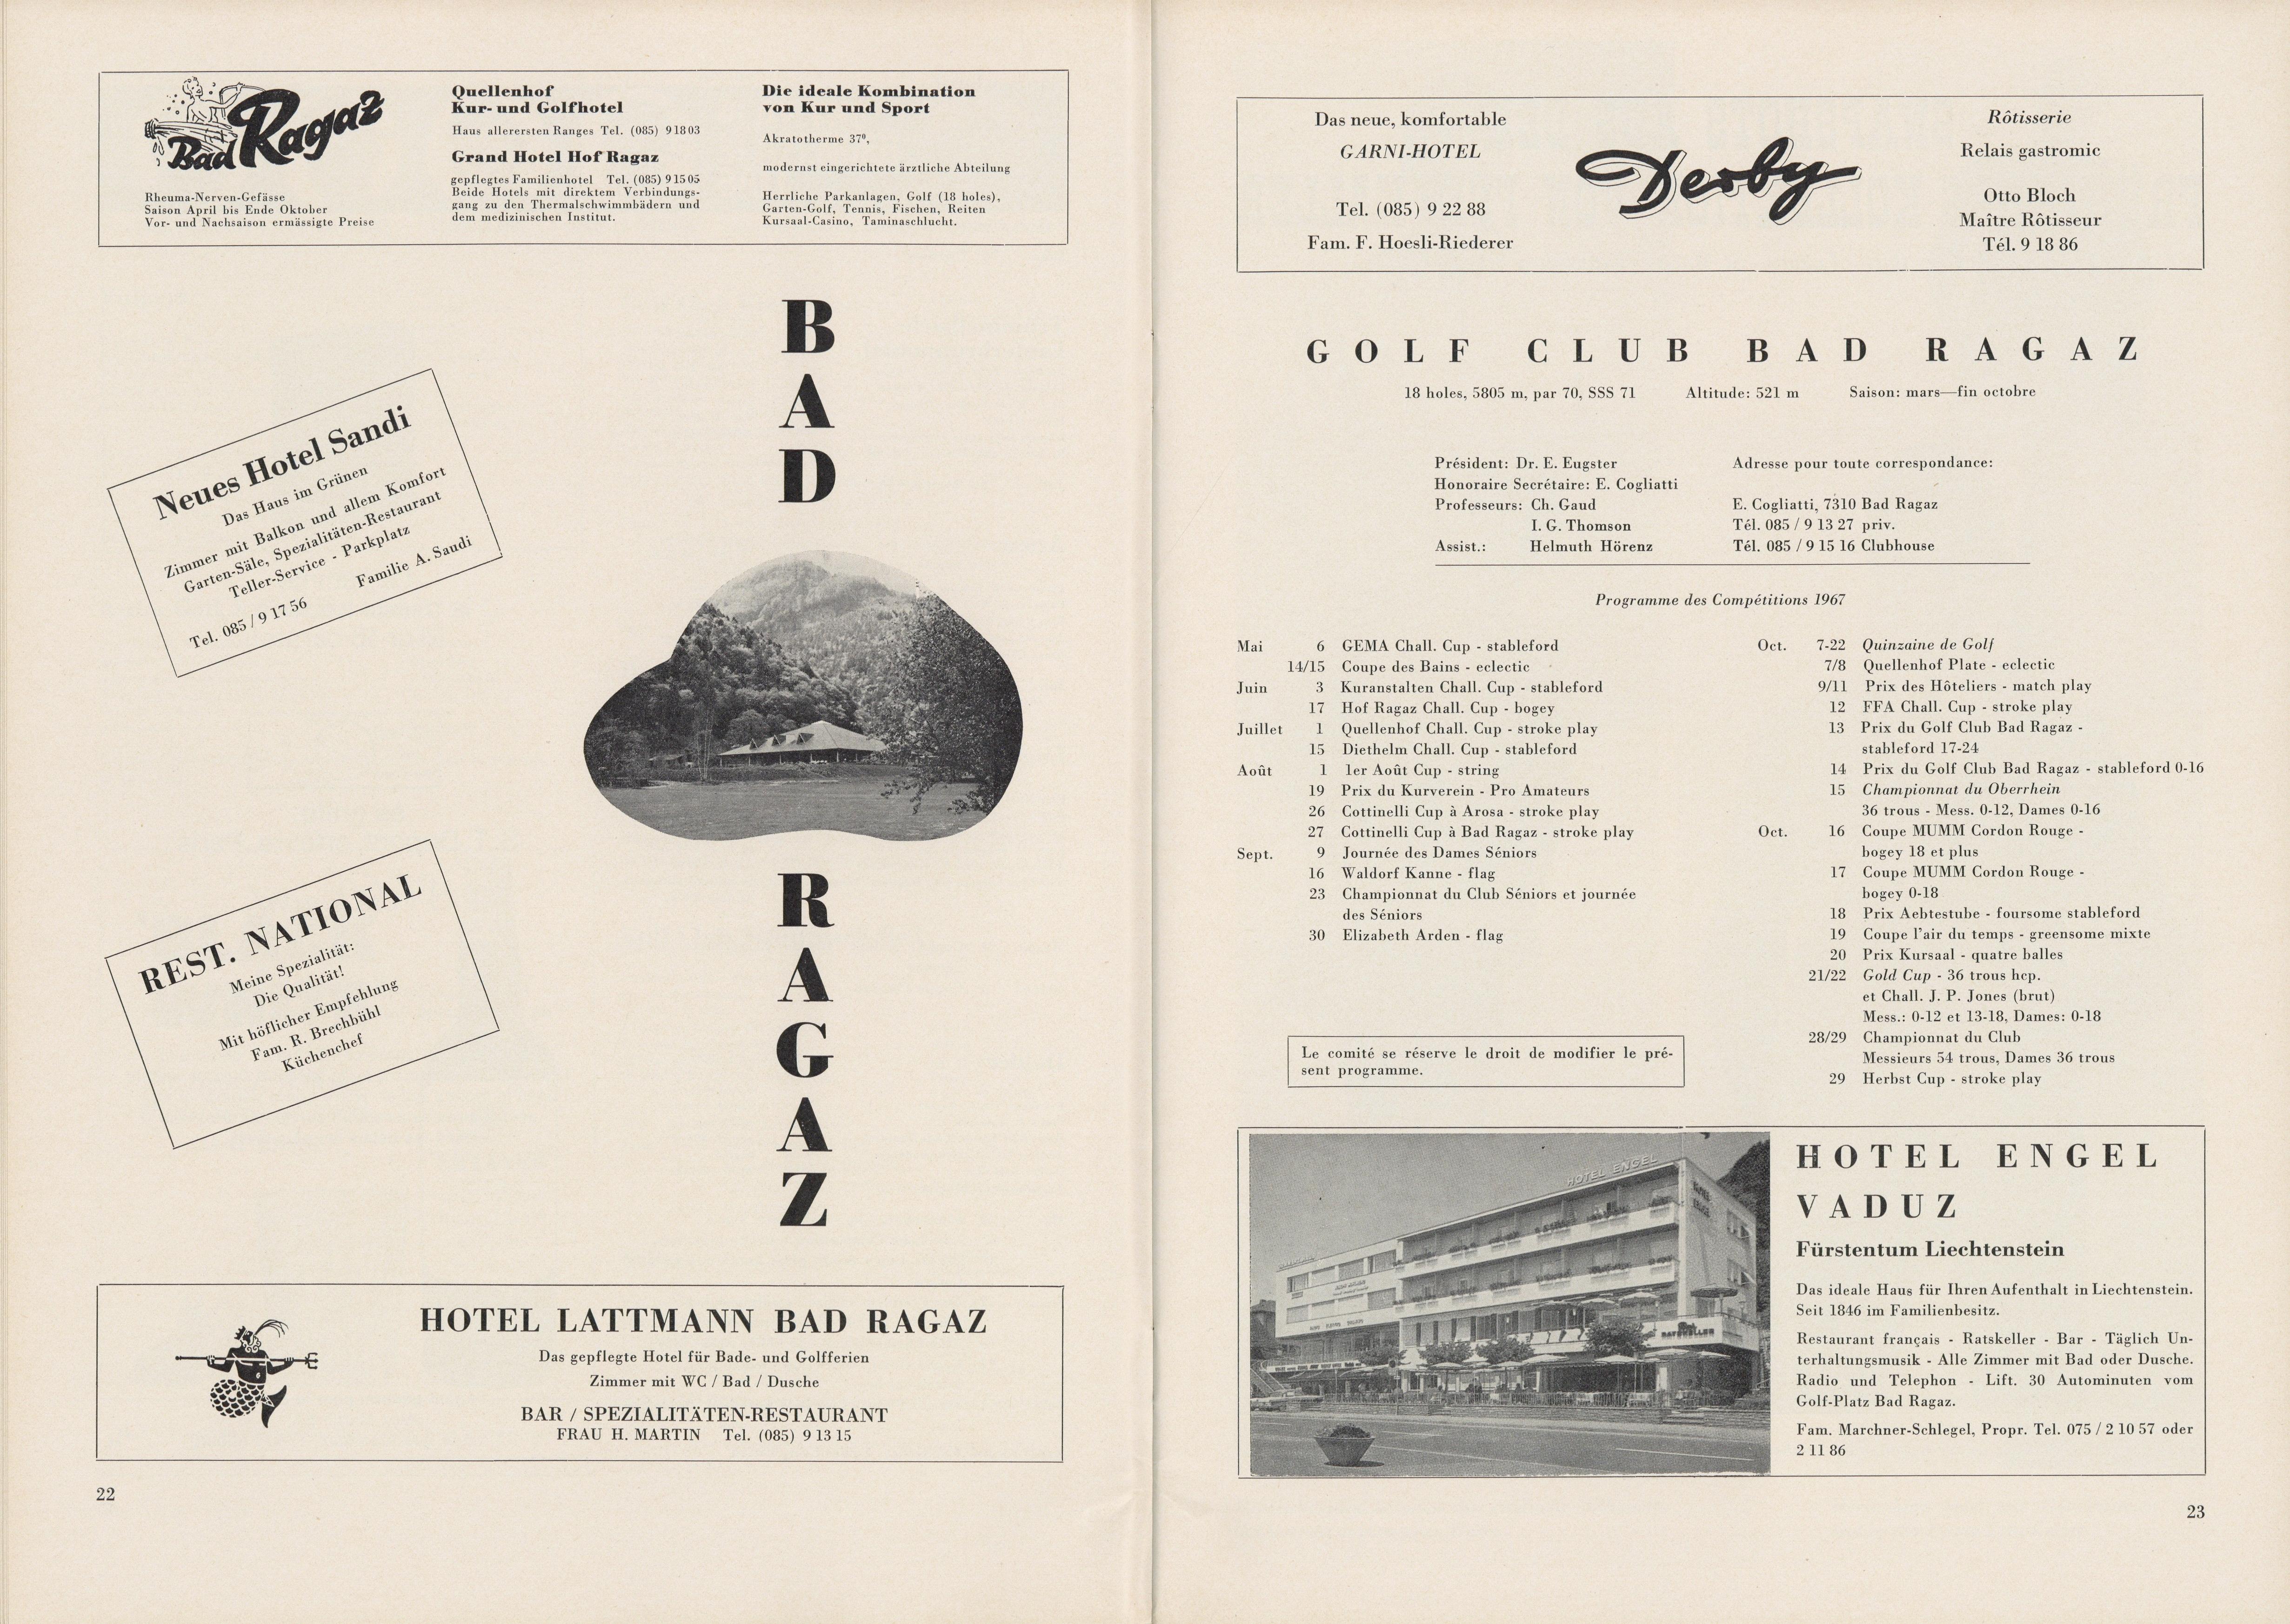 Bad Ragaz
Rheuma-Nerven-Gefässe
Saison April bis Ende Oktober
Vor- und Nachsaison ermässigte Preise
Quellenhof
Kur- und Golfhotel
Haus allerersten Ranges Tel. (085) 9 18 03
Grand Hotel Hof Ragaz
gepflegtes Familienhotel Tel. (085) 9 15 05
Beide Hotels mit direktem Verbindungs-
gang zu den Thermalschwimmbädern und
dem medizinischen Institut.
Die ideale Kombination
von Kur und Sport
Akratotherme 37⁰,
modernst eingerichtete ärztliche Abteilung
Herrliche Parkanlagen, Golf (18 holes),
Garten-Golf, Tennis, Fischen, Reiten
Kursaal-Casino, Taminaschlucht.
BAD
RAGAZ
Neues Hotel Sandi
Das Haus im Grünen
Zimmer mit Balkon und allem Komfort
Garten-Säle, Spezialitäten-Restaurant
Teller-Service - Parkplatz
Familie A. Saudi
Tel. 085 / 9 17 56
REST. NATIONAL
Meine Spezialität:
Die Qualität!
Mit höflicher Empfehlung
Fam. R. Brechbühl
Küchenchef
HOTEL LATTMANN BAD RAGAZ
Das gepflegte Hotel für Bade- und Golfferien
Zimmer mit WC / Bad / Dusche
BAR / SPEZIALITÄTEN-RESTAURANT
FRAU H. MARTIN Tel. (085) 9 13 15
22
Das neue, komfortable
GARNI-HOTEL
Tel. (085) 9 22 88
Fam. F. Hoesli-Riederer
Derby
Rôtisserie
Relais gastromic
Otto Bloch
Maître Rôtisseur
Tél. 9 18 86
GOLF CLUB BAD RAGAZ
18 holes, 5805 m, par 70, SSS 71 Altitude: 521 m Saison: mars—fin octobre
Président: Dr. E. Eugster
Honoraire Secrétaire: E. Cogliatti
Professeurs: Ch. Gaud
I. G. Thomson
Assist.: Helmuth Hörenz
Adresse pour toute correspondance:
E. Cogliatti, 7310 Bad Ragaz
Tél. 085 / 9 13 27 priv.
Tél. 085 / 9 15 16 Clubhouse
Programme des Compétitions 1967
Mai 6 GEMA Chall. Cup - stableford
14/15 Coupe des Bains - eclectic
Juin 3 Kuranstalten Chall. Cup - stableford
17 Hof Ragaz Chall. Cup - bogey
Juillet 1 Quellenhof Chall. Cup - stroke play
15 Diethelm Chall. Cup - stableford
Août 1 1er Août Cup - string
19 Prix du Kurverein - Pro Amateurs
26 Cottinelli Cup à Arosa - stroke play
27 Cottinelli Cup à Bad Ragaz - stroke play
Sept. 9 Journée des Dames Séniors
16 Waldorf Kanne - flag
23 Championnat du Club Séniors et journée
des Séniors
30 Elizabeth Arden - flag
Le comité se réserve le droit de modifier le pré-
sent programme.
Oct. 7-22 Quinzaine de Golf
7/8 Quellenhof Plate - eclectic
9/11 Prix des Hôteliers - match play
12 FFA Chall. Cup - stroke play
13 Prix du Golf Club Bad Ragaz -
stableford 17-24
14 Prix du Golf Club Bad Ragaz - stableford 0-16
15 Championnat du Oberrhein
36 trous - Mess. 0-12, Dames 0-16
Oct. 16 Coupe MUMM Cordon Rouge -
bogey 18 et plus
17 Coupe MUMM Cordon Rouge -
bogey 0-18
18 Prix Aebtestube - foursome stableford
19 Coupe l'air du temps - greensome mixte
20 Prix Kursaal - quatre balles
21/22 Gold Cup - 36 trous hcp.
et Chall. J. P. Jones (brut)
Mess.: 0-12 et 13-18, Dames: 0-18
28/29 Championnat du Club
Messieurs 54 trous, Dames 36 trous
29 Herbst Cup - stroke play
HOTEL ENGEL
RATSKELLER
HOTEL ENGEL
VADUZ
Fürstentum Liechtenstein
Das ideale Haus für Ihren Aufenthalt in Liechtenstein.
Seit 1846 im Familienbesitz.
Restaurant français - Ratskeller - Bar - Täglich Un-
terhaltungsmusik - Alle Zimmer mit Bad oder Dusche.
Radio und Telephon - Lift. 30 Autominuten vom
Golf-Platz Bad Ragaz.
Fam. Marchner-Schlegel, Propr. Tel. 075 / 2 10 57 oder
2 11 86
23